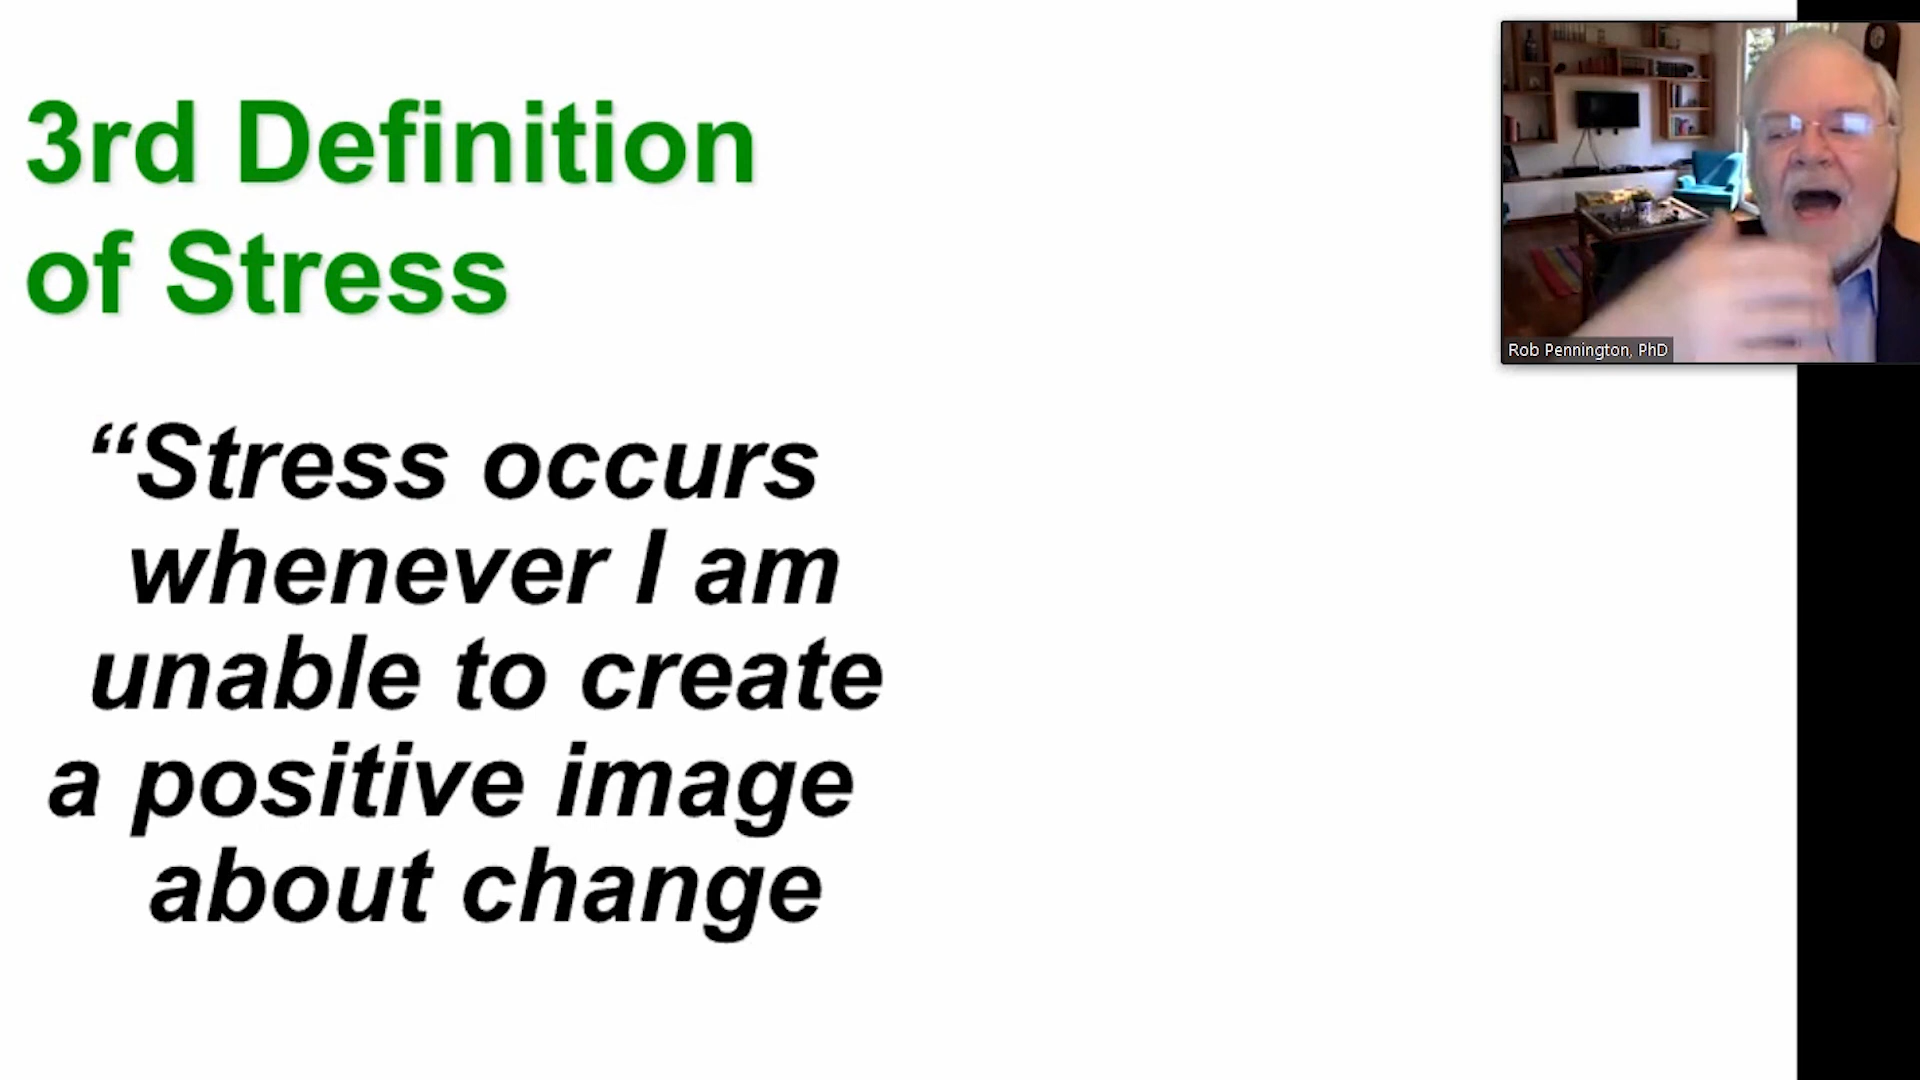 3rd Definition
of Stress
“Stress occurs
whenever I am
unable to create
a positive image
about change
Rob Pennington, PhD